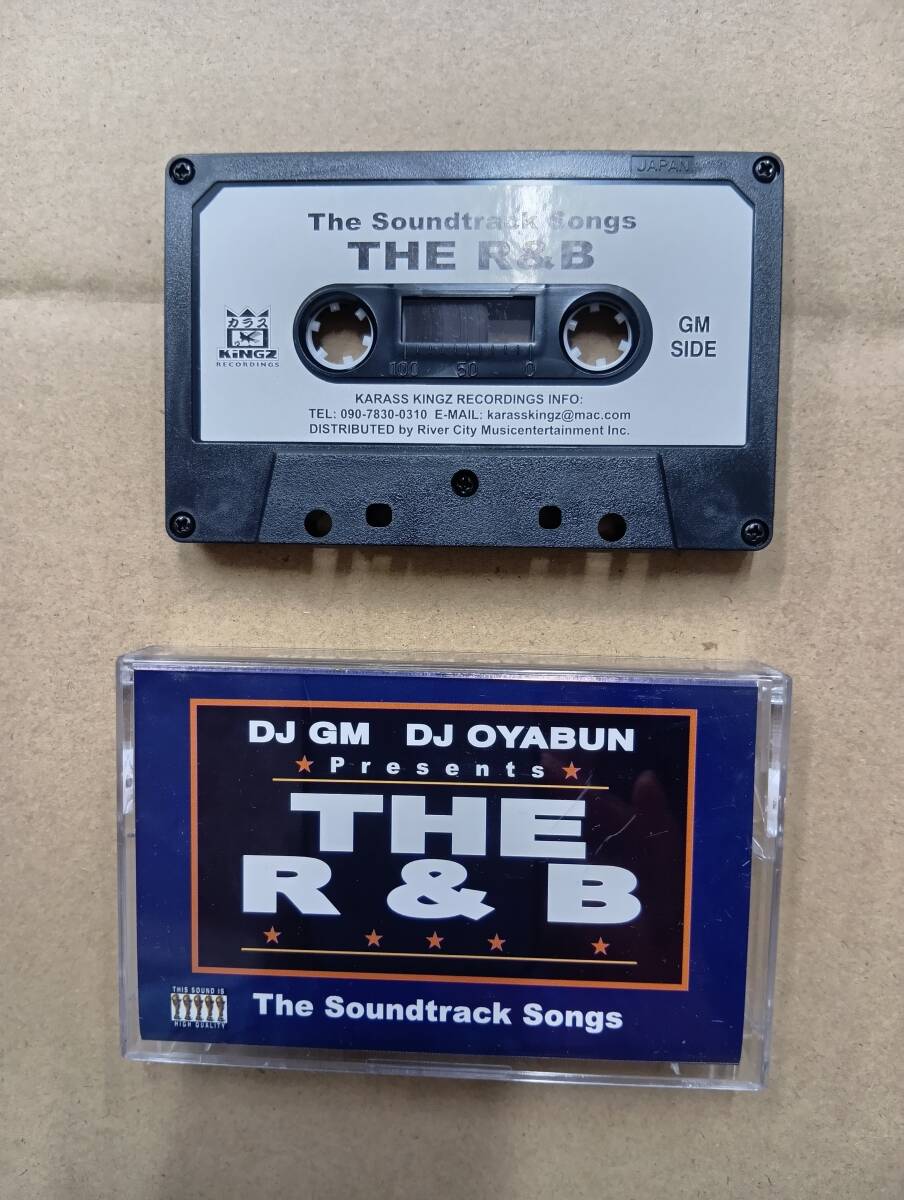 JAPAN
The Soundtrack Songs
THE R&B
カラス
KiNGZ
RECORDINGS
GM
SIDE
100 50 0
KARASS KINGZ RECORDINGS INFO:
TEL: 090-7830-0310 E-MAIL: karasskingz@mac.com
DISTRIBUTED by River City Musicentertainment Inc.
DJ GM DJ OYABUN
Presents
THE
R & B
THIS SOUND IS
HIGH QUALITY
The Soundtrack Songs